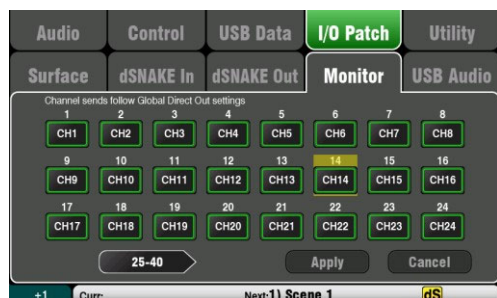 Audio Control USB Data I/O Patch Utility
Surface dSNAKE In dSNAKE Out Monitor USB Audio
Channel sends follow Global Direct Out settings
1 2 3 4 5 6 7 8
CH1 CH2 CH3 CH4 CH5 CH6 CH7 CH8
9 10 11 12 13 14 15 16
CH9 CH10 CH11 CH12 CH13 CH14 CH15 CH16
17 18 19 20 21 22 23 24
CH17 CH18 CH19 CH20 CH21 CH22 CH23 CH24
25-40 Apply Cancel
+1 Curr: Next:1) Scene 1 dS